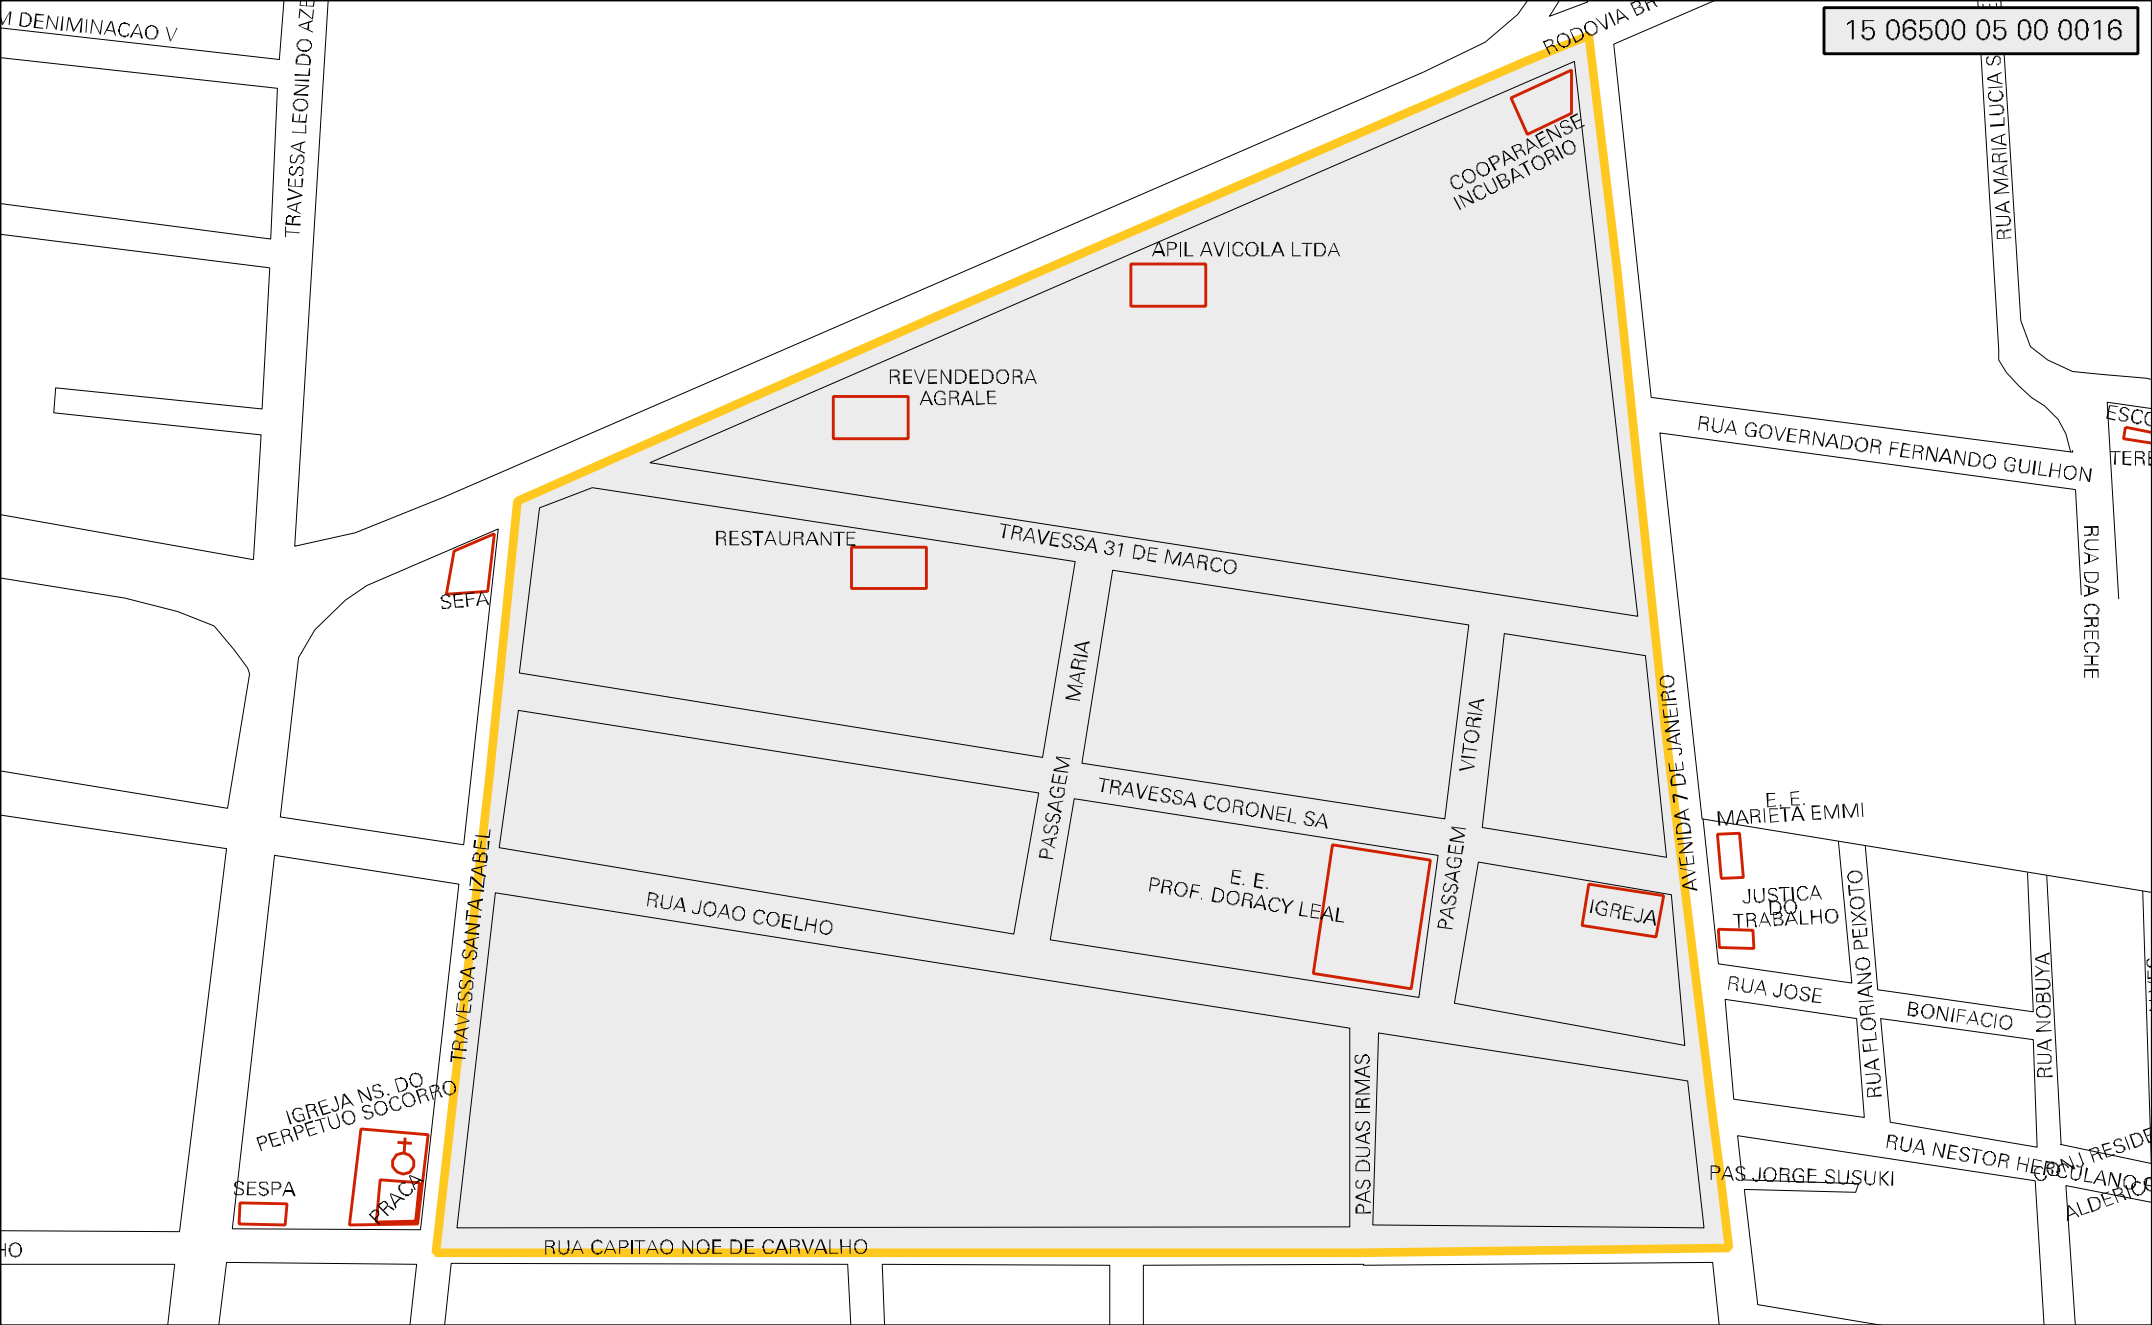 15 06500 05 00 0016
M DENIMINACAO V
TRAVESSA LEONILDO AZE
RODOVIA BR
RUA MARIA LUCIA S
COOPARAENSE
INCUBATORIO
APIL AVICOLA LTDA
REVENDEDORA
AGRALE
RUA GOVERNADOR FERNANDO GUILHON
ESCO
TERE
RESTAURANTE
TRAVESSA 31 DE MARCO
RUA DA CRECHE
SEFA
PASSAGEM MARIA
PASSAGEM VITORIA
AVENIDA 7 DE JANEIRO
TRAVESSA CORONEL SA
E. E.
MARIETA EMMI
E. E.
PROF. DORACY LEAL
IGREJA
JUSTICA
DO
TRABALHO
RUA JOAO COELHO
TRAVESSA SANTA IZABEL
RUA FLORIANO PEIXOTO
RUA JOSE BONIFACIO
RUA NOBUYA
PAS DUAS IRMAS
IGREJA NS. DO
PERPETUO SOCORRO
PRACA
SESPA
RUA NESTOR HERCULANO
CONJ RESIDE
ALDERICO
PAS JORGE SUSUKI
HO
RUA CAPITAO NOE DE CARVALHO